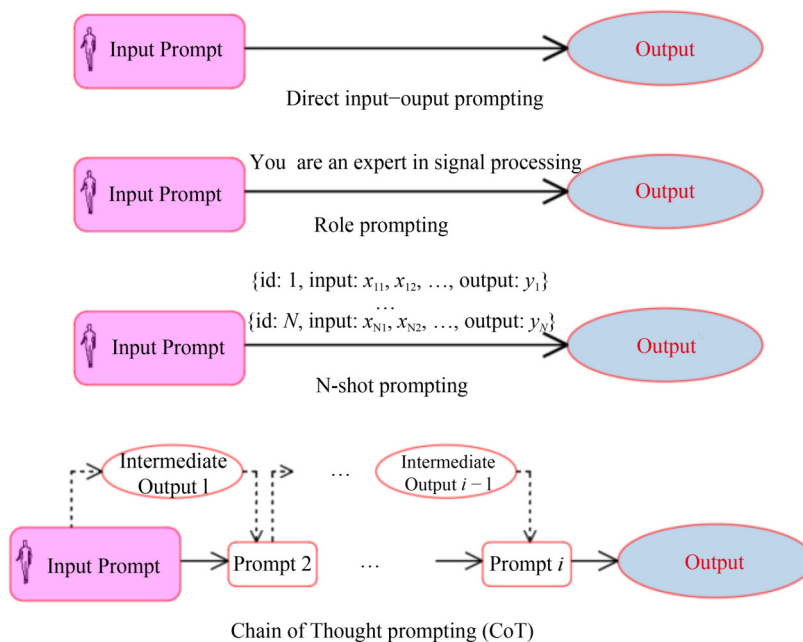 Input Prompt
Output
Direct input−ouput prompting
You are an expert in signal processing
Input Prompt
Output
Role prompting
{id: 1, input: x₁₁, x₁₂, …, output: y₁}
…
{id: N, input: xN1, xN2, …, output: yN}
Input Prompt
Output
N-shot prompting
Intermediate
Output 1
…
Intermediate
Output i−1
Input Prompt
Prompt 2
…
Prompt i
Output
Chain of Thought prompting (CoT)